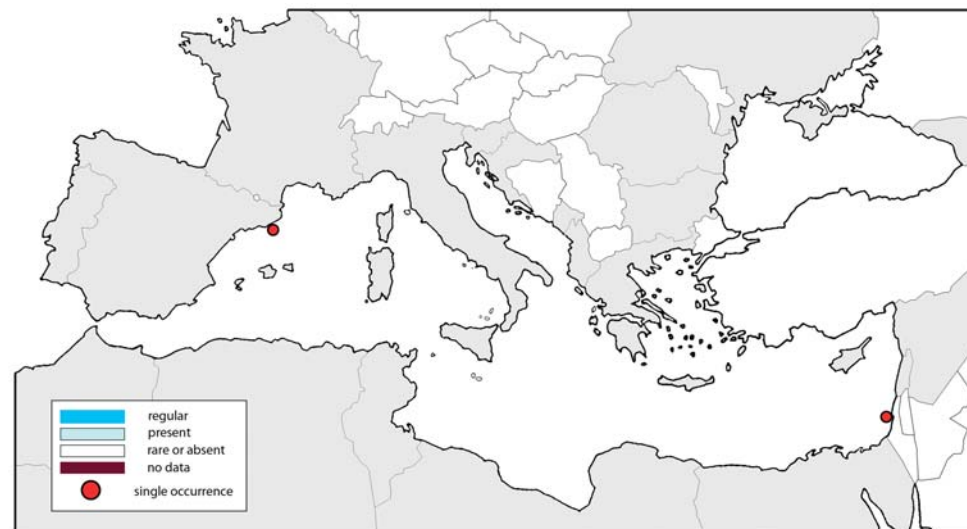 regular
present
rare or absent
no data
single occurrence